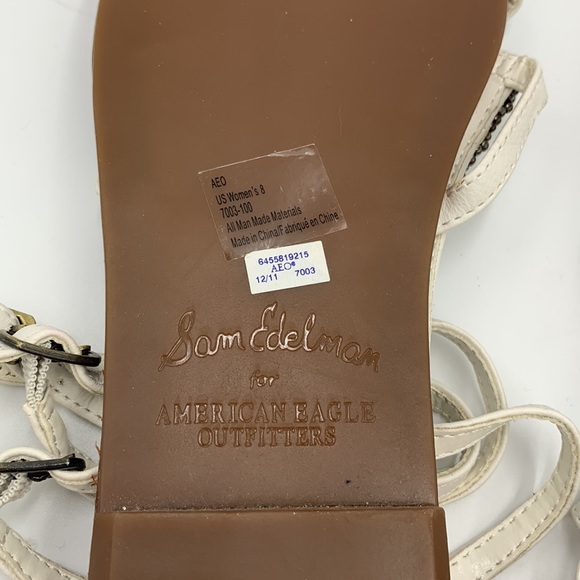 AEO
US Women's 8
7003-100
All Man Made Materials
Made in China/Fabriqué en Chine
6455819215
AEO®
12/11 7003
Sam Edelman
for
AMERICAN EAGLE
OUTFITTERS